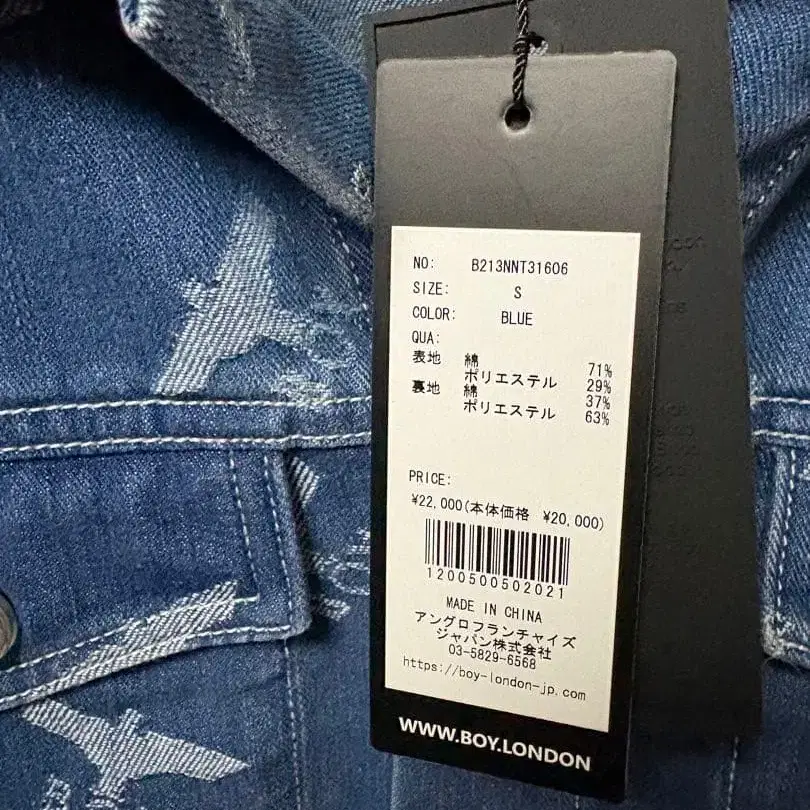 NO: B213NNT31606
SIZE: S
COLOR: BLUE
QUA:
表地 綿 71%
ポリエステル 29%
裏地 綿 37%
ポリエステル 63%
PRICE:
¥22,000(本体価格 ¥20,000)
1200500502021
MADE IN CHINA
アングロフランチャイズ
ジャパン株式会社
03-5829-6568
https://boy-london-jp.com
WWW.BOY.LONDON